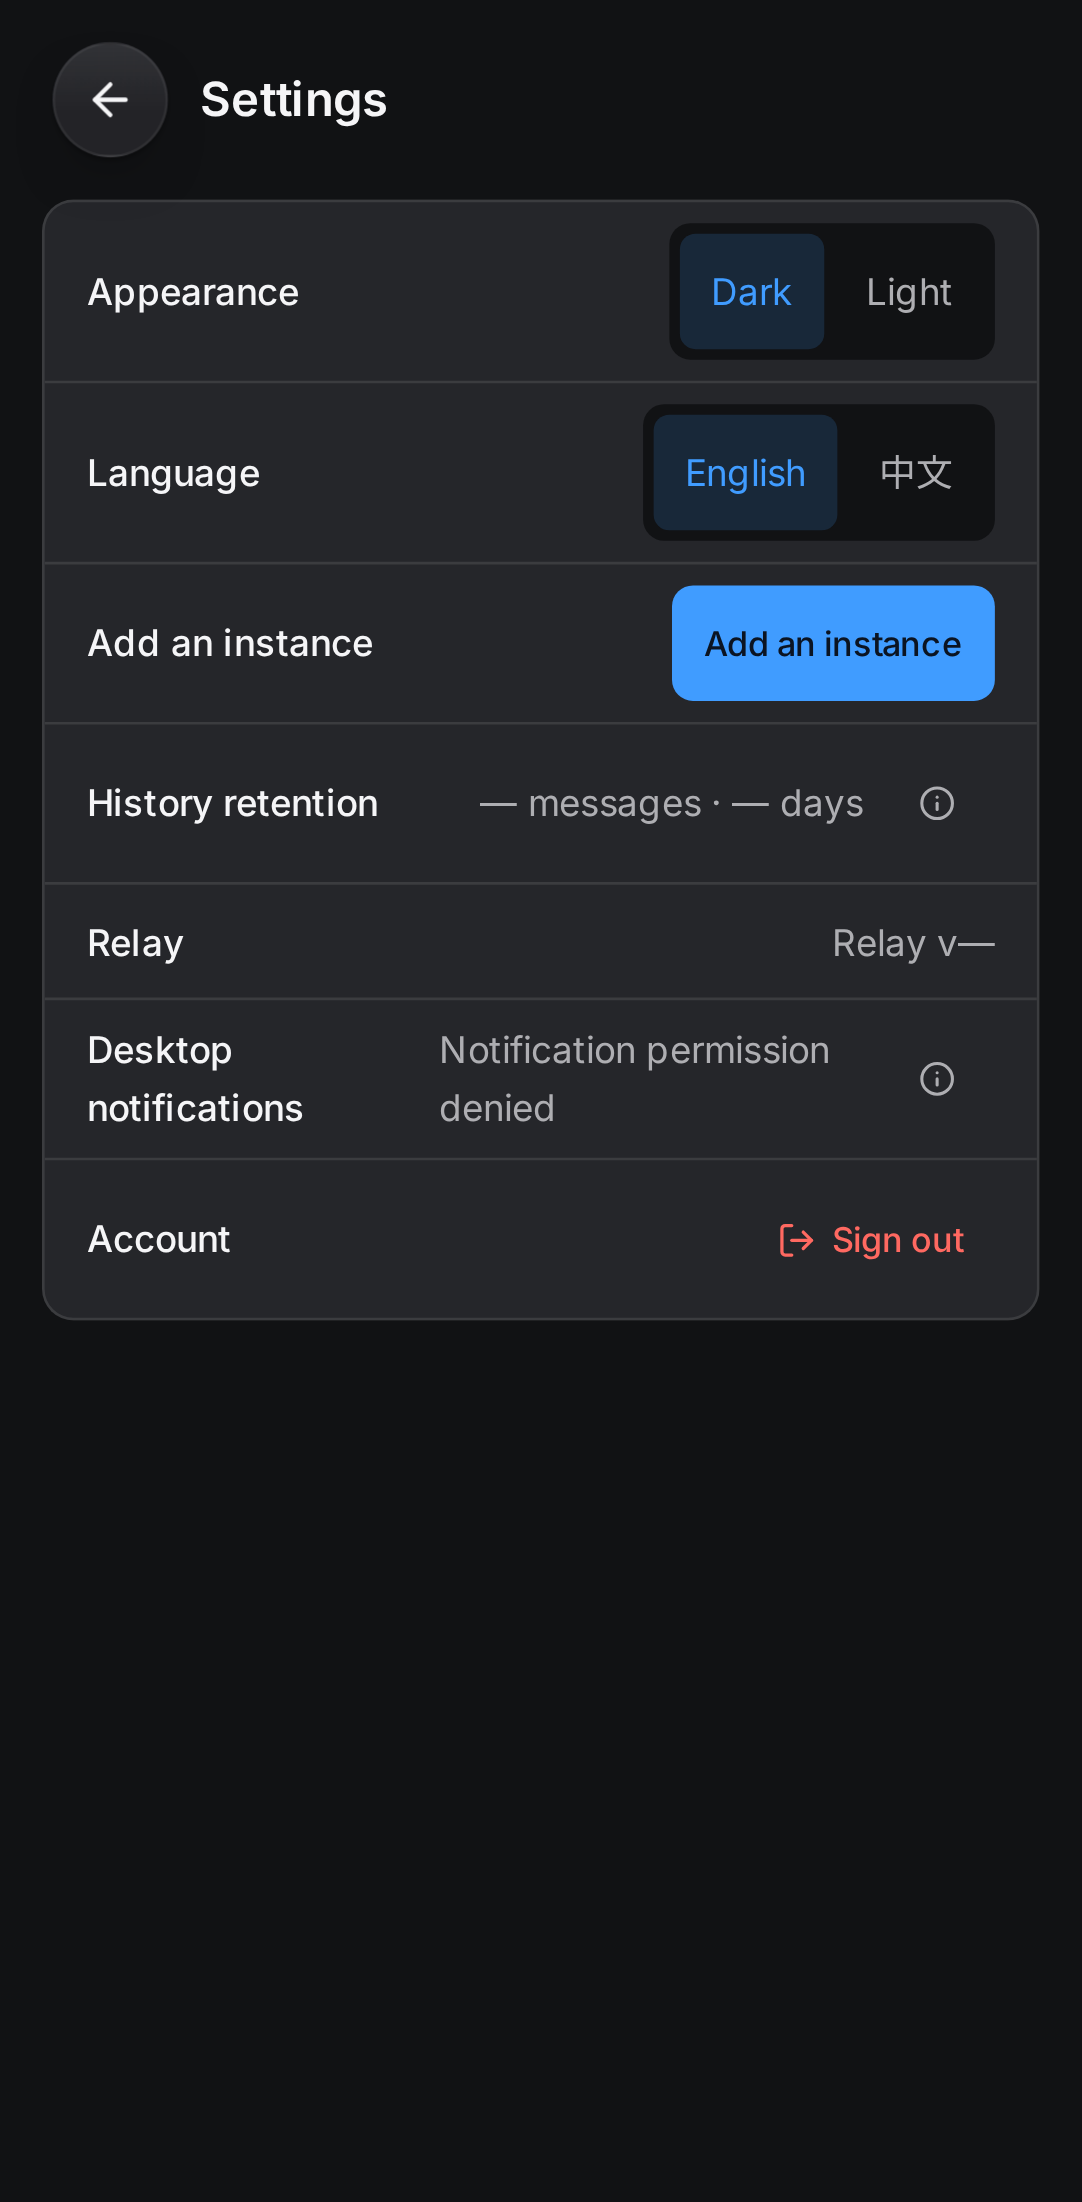 Settings
Appearance
Dark
Light
Language
English
中文
Add an instance
Add an instance
History retention
— messages · — days
Relay
Relay v—
Desktop
notifications
Notification permission
denied
Account
Sign out